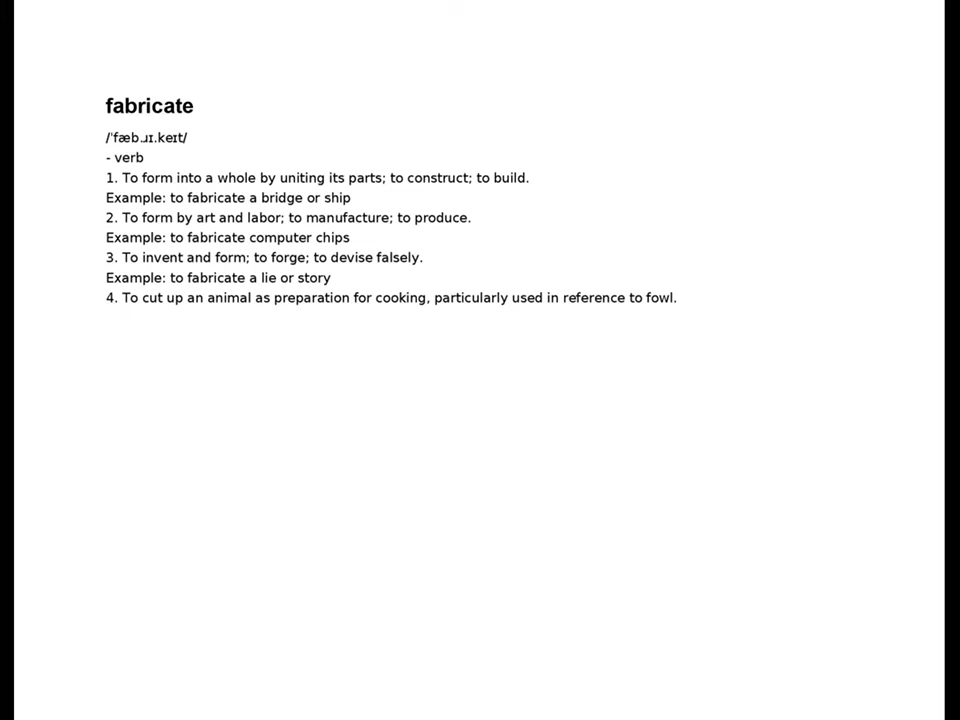 fabricate
/ˈfæb.ɹɪ.keɪt/
- verb
1. To form into a whole by uniting its parts; to construct; to build.
Example: to fabricate a bridge or ship
2. To form by art and labor; to manufacture; to produce.
Example: to fabricate computer chips
3. To invent and form; to forge; to devise falsely.
Example: to fabricate a lie or story
4. To cut up an animal as preparation for cooking, particularly used in reference to fowl.